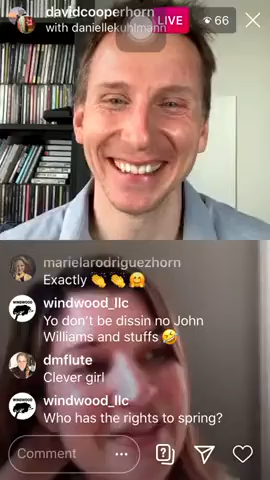 davidcooperhorn
with daniellekuhlmann
LIVE
66
marielarodriguezhorn
Exactly 👏👏🤗
windwood_llc
Yo don't be dissin no John
Williams and stuffs 🤣
dmflute
Clever girl
windwood_llc
Who has the rights to spring?
Comment